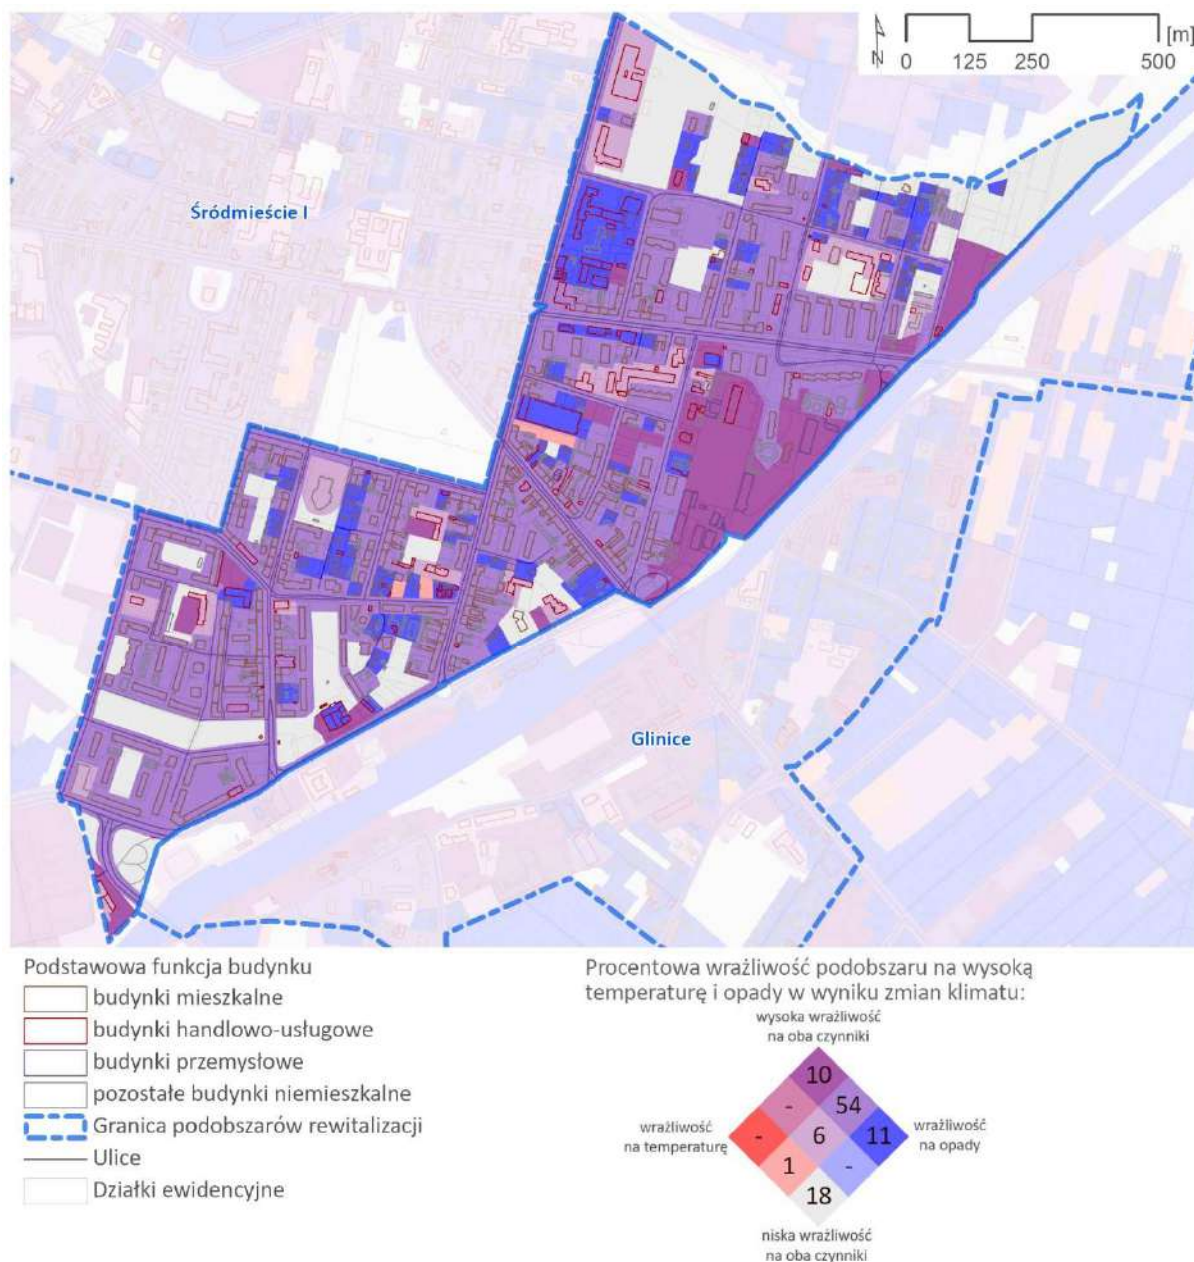 [m]
0 125 250 500
Śródmieście I
Glinice
Podstawowa funkcja budynku
budynki mieszkalne
budynki handlowo-usługowe
budynki przemysłowe
pozostałe budynki niemieszkalne
Granica podobszarów rewitalizacji
Ulice
Działki ewidencyjne
Procentowa wrażliwość podobszaru na wysoką
temperaturę i opady w wyniku zmian klimatu:
wysoka wrażliwość
na oba czynniki
10
- 54
wrażliwość
na temperaturę
- 6 11
wrażliwość
na opady
1 -
18
niska wrażliwość
na oba czynniki